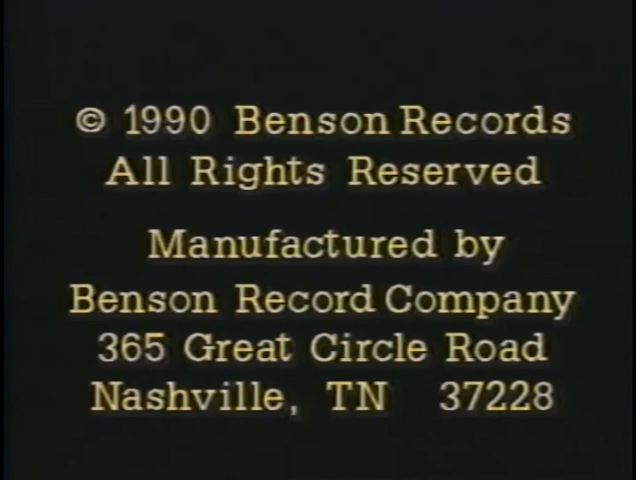 © 1990 Benson Records
All Rights Reserved
Manufactured by
Benson Record Company
365 Great Circle Road
Nashville, TN 37228